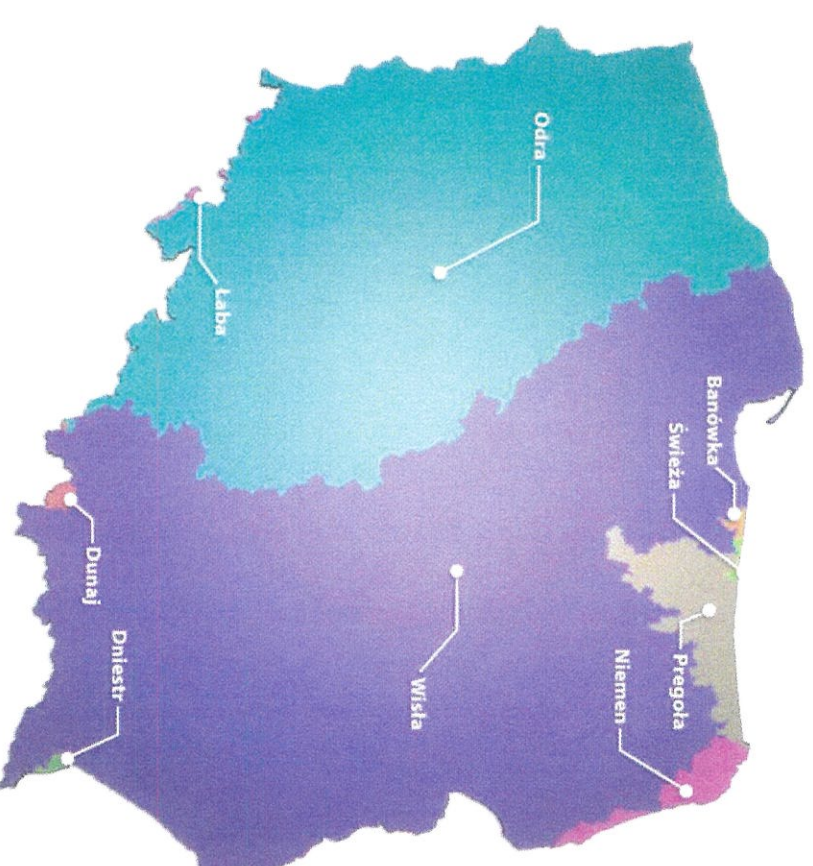 Odra
Łaba
Banówka
Świeża
Pregoła
Niemen
Wisła
Dunaj
Dniestr